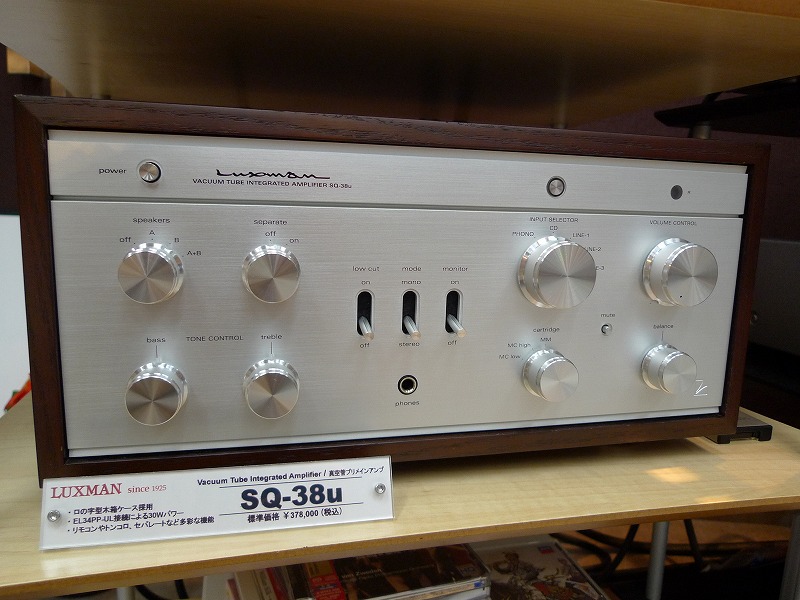 power
Luxman
VACUUM TUBE INTEGRATED AMPLIFIER SQ-38u
speakers
off A B A+B
separate
off on
low cut
on
off
mode
mono
stereo
monitor
on
off
INPUT SELECTOR
PHONO CD LINE-1
LINE-2
VOLUME CONTROL
bass TONE CONTROL treble
phones
cartridge
MM
MC high
MC low
mute
balance
LUXMAN since 1925
Vacuum Tube Integrated Amplifier / 真空管プリメインアンプ
SQ-38u
標準価格 ¥378,000(税込)
・ロの字型木箱ケース採用
・EL34PP-UL接続による30Wパワー
・リモコンやトンコロ、セパレートなど多彩な機能